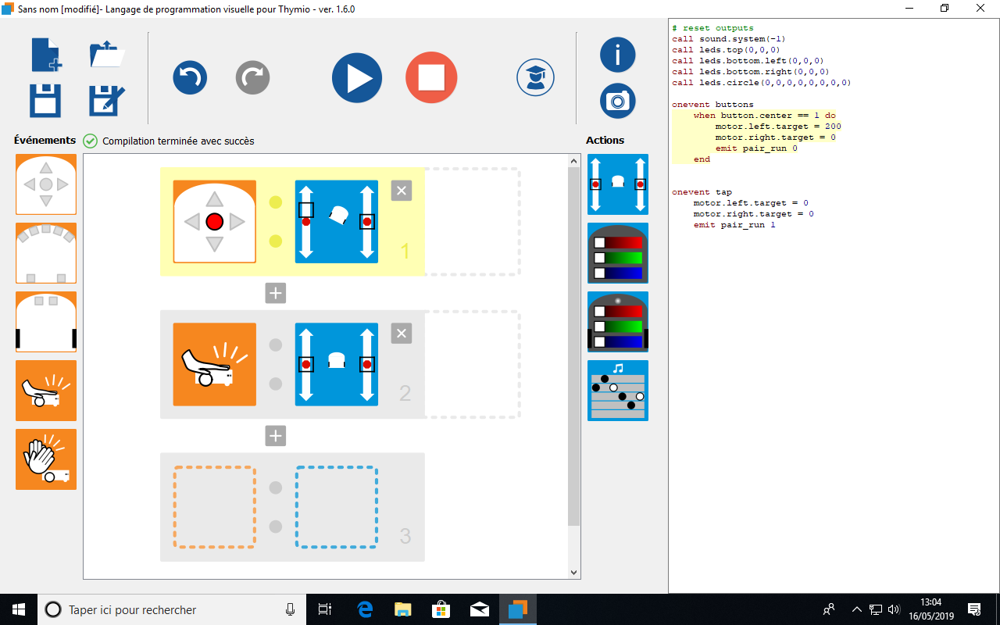 Sans nom [modifié]- Langage de programmation visuelle pour Thymio - ver. 1.6.0
Événements
Compilation terminée avec succès
Actions
1
2
3
# reset outputs
call sound.system(-1)
call leds.top(0,0,0)
call leds.bottom.left(0,0,0)
call leds.bottom.right(0,0,0)
call leds.circle(0,0,0,0,0,0,0,0)
onevent buttons
when button.center == 1 do
motor.left.target = 200
motor.right.target = 0
emit pair_run 0
end
onevent tap
motor.left.target = 0
motor.right.target = 0
emit pair_run 1
Taper ici pour rechercher
13:04
16/05/2019